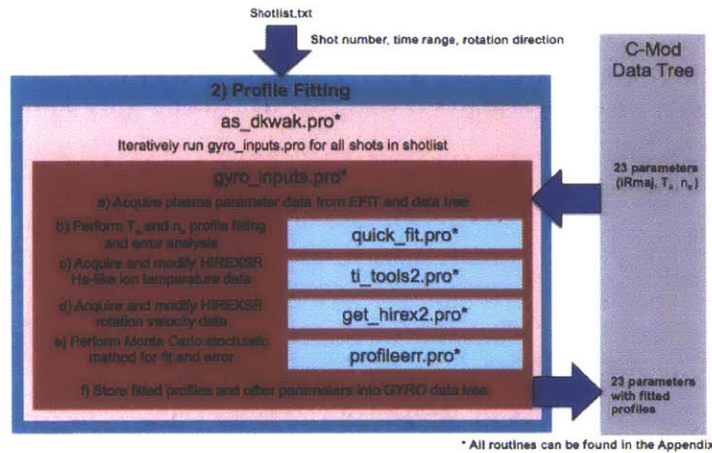 Shotlist.txt
Shot number, time range, rotation direction
C-Mod
Data Tree
2) Profile Fitting
as_dkwak.pro*
Iteratively run gyro_inputs.pro for all shots in shotlist
gyro_inputs.pro*
a) Acquire plasma parameter data from EFIT and data tree
23 parameters
(iRmaj, Te, ne)
b) Perform Te and ne profile fitting
and error analysis
quick_fit.pro*
c) Acquire and modify HIREXSR
He-like ion temperature data
ti_tools2.pro*
d) Acquire and modify HIREXSR
rotation velocity data
get_hirex2.pro*
e) Perform Monte Carlo stochastic
method for fit and error
profileerr.pro*
f) Store fitted profiles and other parameters into GYRO data tree
23 parameters
with fitted
profiles
* All routines can be found in the Appendix